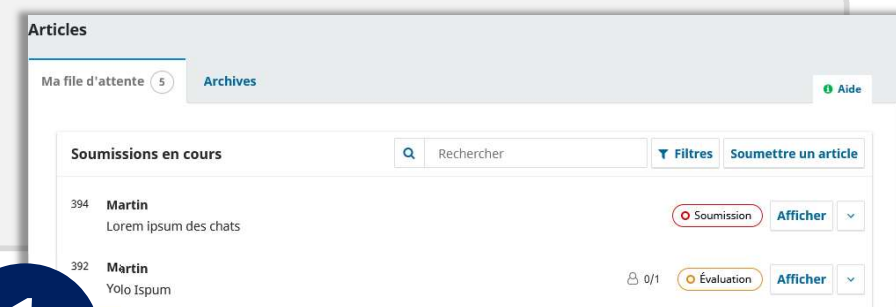 Articles
Ma file d'attente 5 Archives
Aide
Soumissions en cours Rechercher Filtres Soumettre un article
394 Martin Soumission Afficher
Lorem ipsum des chats
392 Martin 0/1 Évaluation Afficher
Yolo Ispum
1